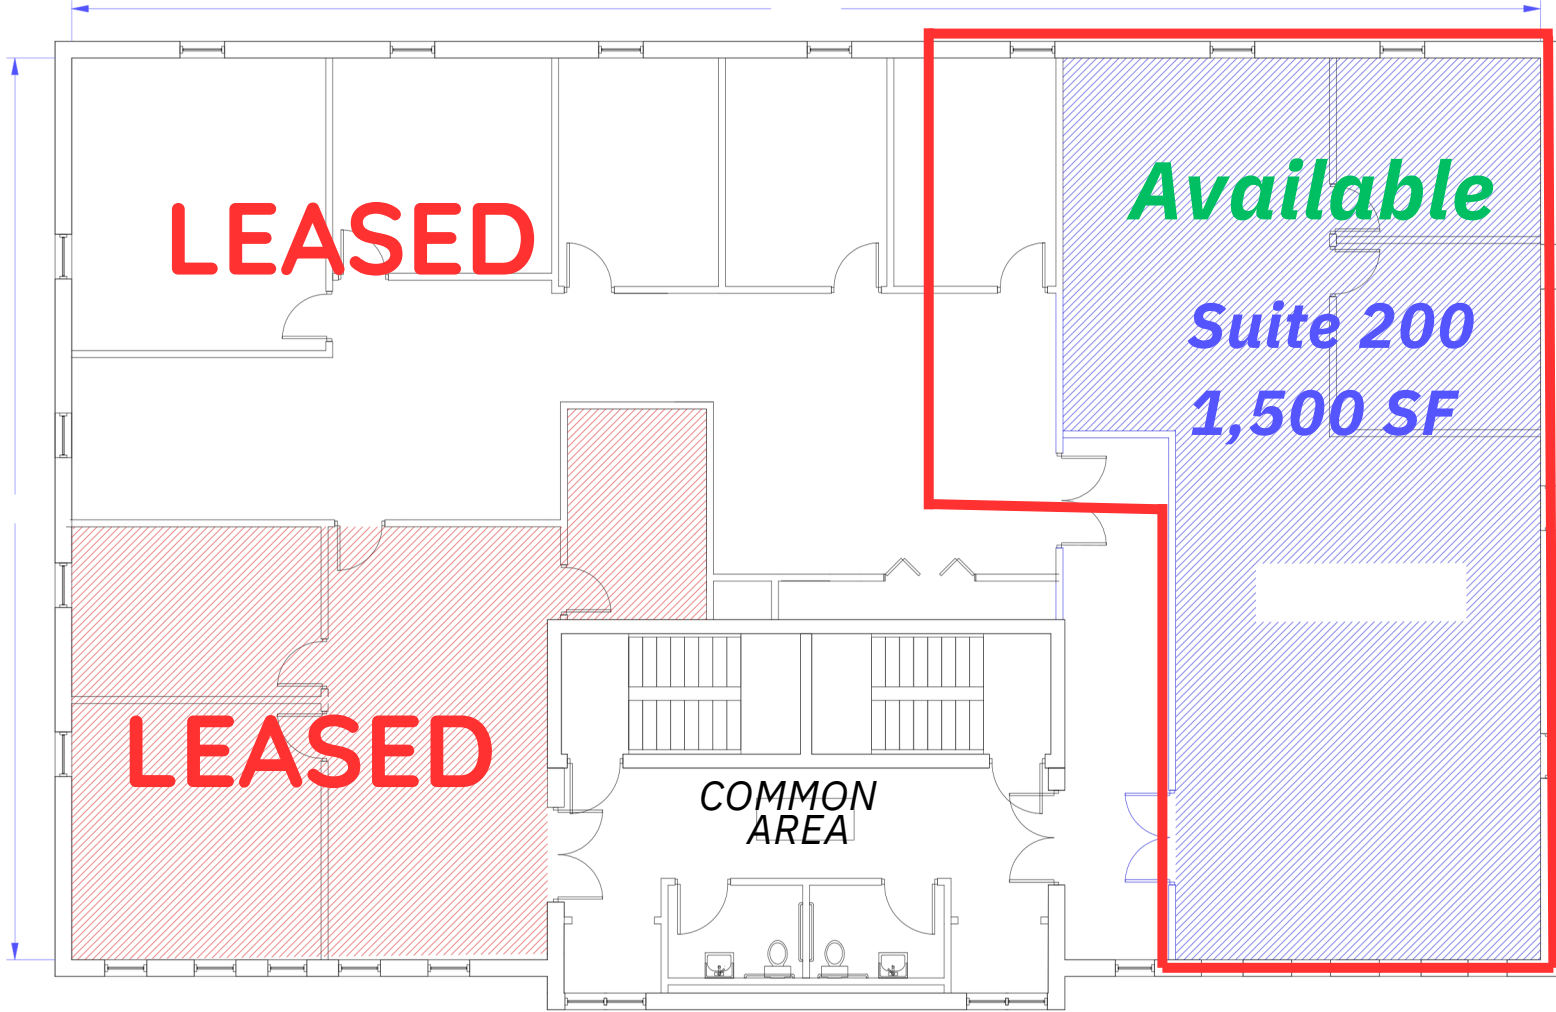 LEASED
Available
Suite 200
1,500 SF
LEASED
COMMON
AREA